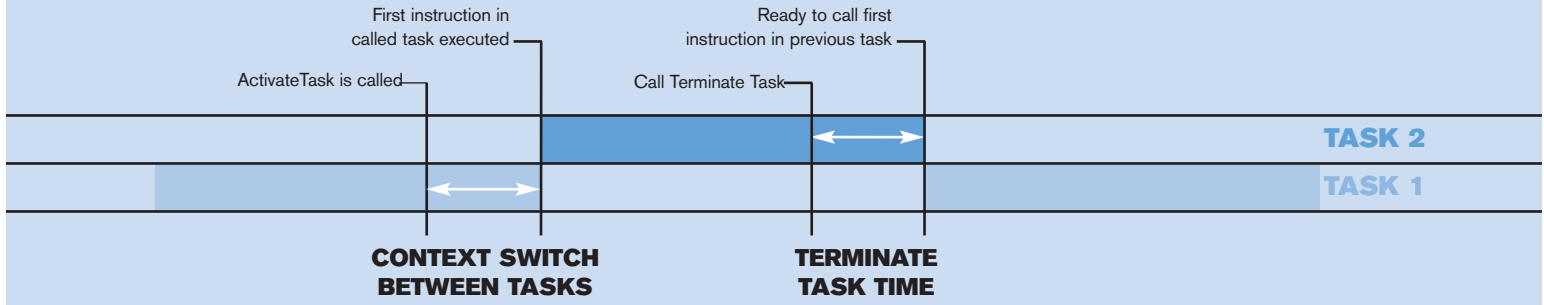 First instruction in
called task executed
Ready to call first
instruction in previous task
ActivateTask is called
Call Terminate Task
TASK 2
TASK 1
CONTEXT SWITCH
BETWEEN TASKS
TERMINATE
TASK TIME